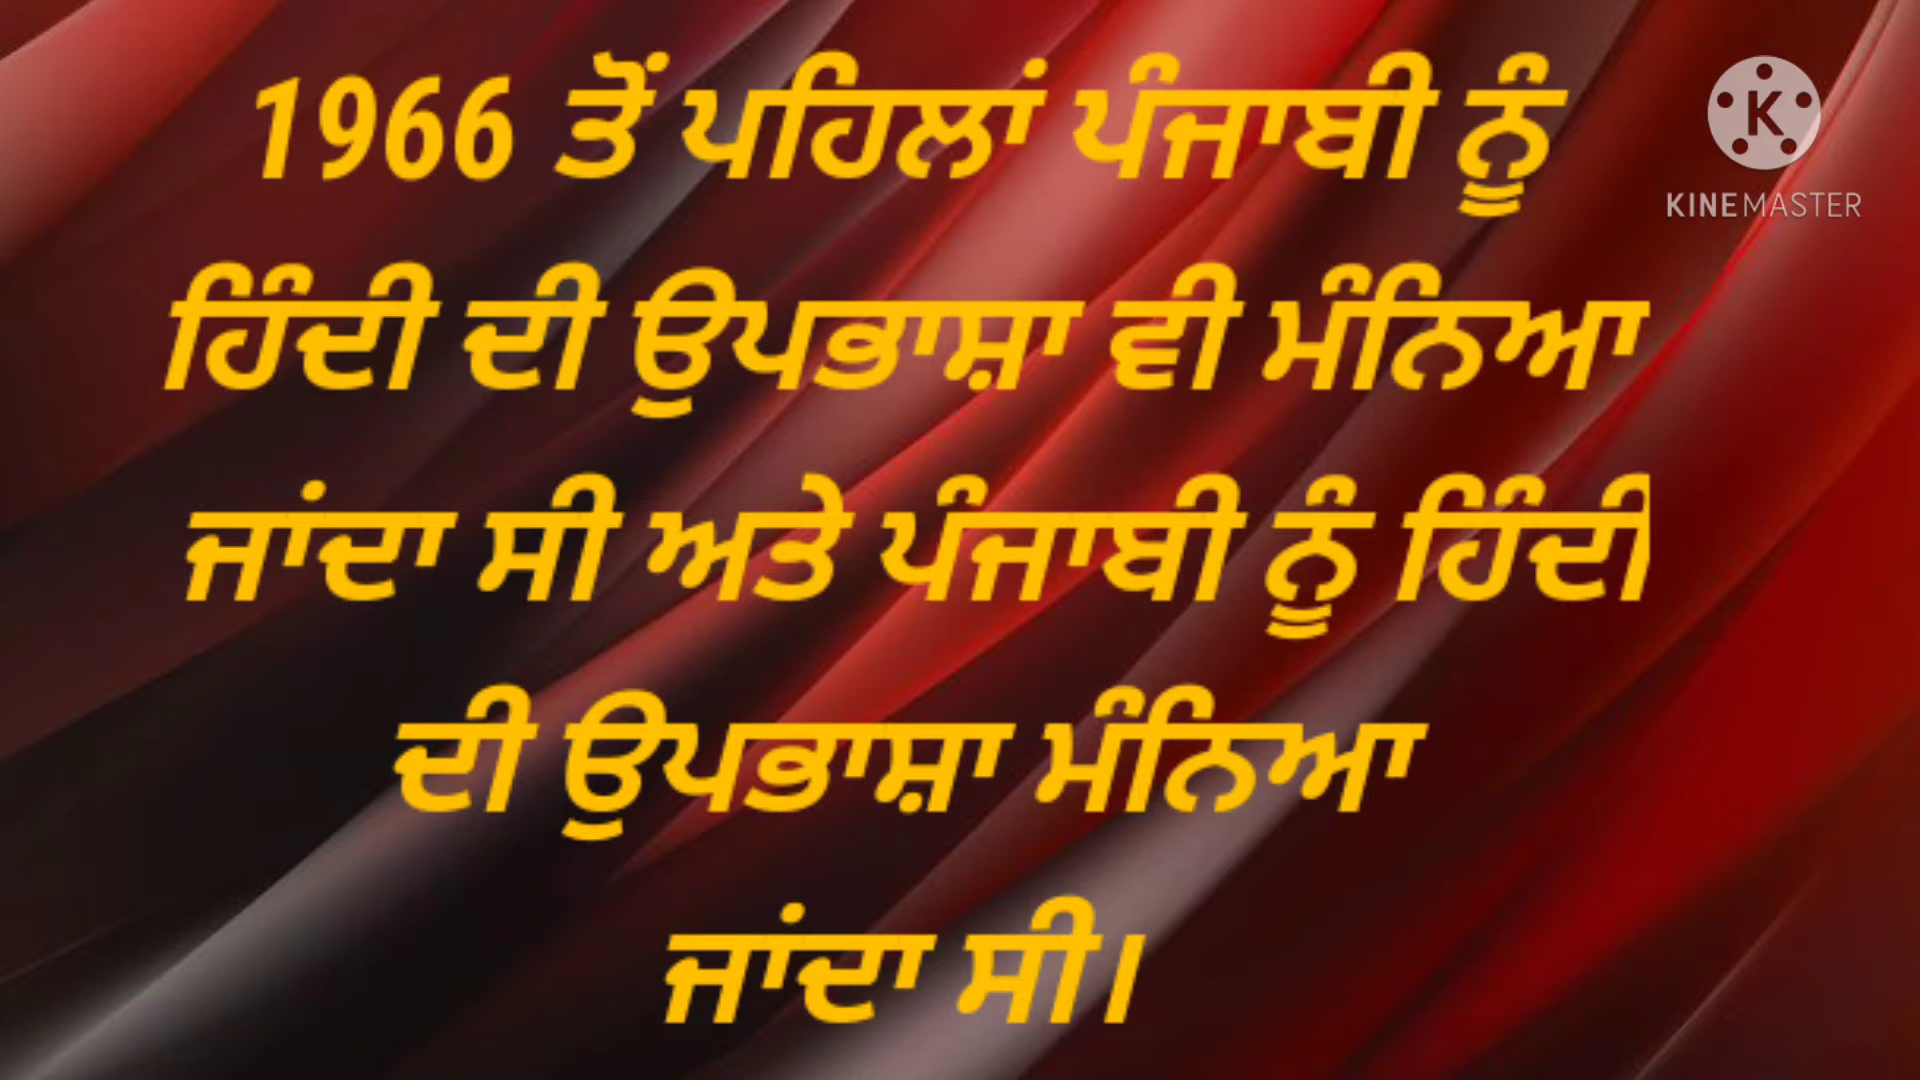 1966 ਤੋਂ ਪਹਿਲਾਂ ਪੰਜਾਬੀ ਨੂੰ
ਹਿੰਦੀ ਦੀ ਉਪਭਾਸ਼ਾ ਵੀ ਮੰਨਿਆ
ਜਾਂਦਾ ਸੀ ਅਤੇ ਪੰਜਾਬੀ ਨੂੰ ਹਿੰਦੀ
ਦੀ ਉਪਭਾਸ਼ਾ ਮੰਨਿਆ
ਜਾਂਦਾ ਸੀ।
K
KINEMASTER